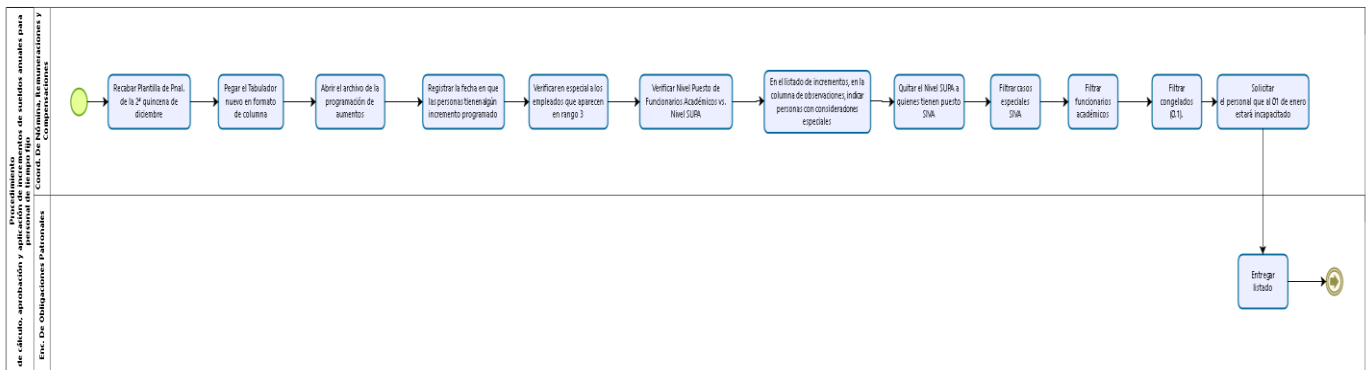 Procedimiento
de cálculo, aprobación y aplicación de incrementos de sueldos anuales para
personal de tiempo fijo
Coord. De Nómina, Remuneraciones y
Compensaciones
Recabar Plantilla de Pnal.
de la 2ª quincena de
diciembre
Pegar el Tabulador
nuevo en formato
de columna
Abrir el archivo de la
programación de
aumentos
Registrar la fecha en que
las personas tienen algún
incremento programado
Verificar en especial a los
empleados que aparecen
en rango 3
Verificar Nivel Puesto de
Funcionarios Académicos vs.
Nivel SUPA
En el listado de incrementos, en la
columna de observaciones, indicar
personas con consideradores
especiales
Quitar el Nivel SUPA a
quienes tienen puesto
SIVA
Filtrar casos
especiales
SIVA
Filtrar
funcionarios
académicos
Filtrar
congelados
(0.1).
Solicitar
el personal que al 01 de enero
estará incapacitado
Enc. De Obligaciones Patronales
Entregar
listado